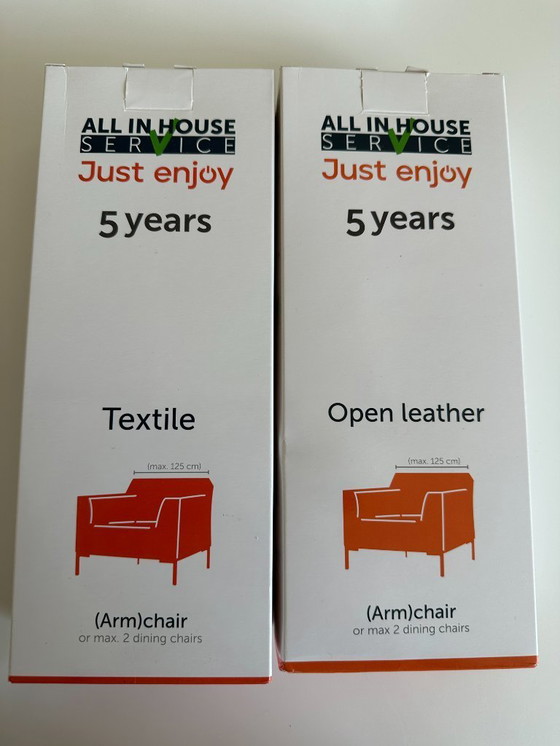 ALL IN HOUSE
SERVICE
Just enjoy
5 years
Textile
(max. 125 cm)
(Arm)chair
or max. 2 dining chairs
ALL IN HOUSE
SERVICE
Just enjoy
5 years
Open leather
(max. 125 cm)
(Arm)chair
or max 2 dining chairs